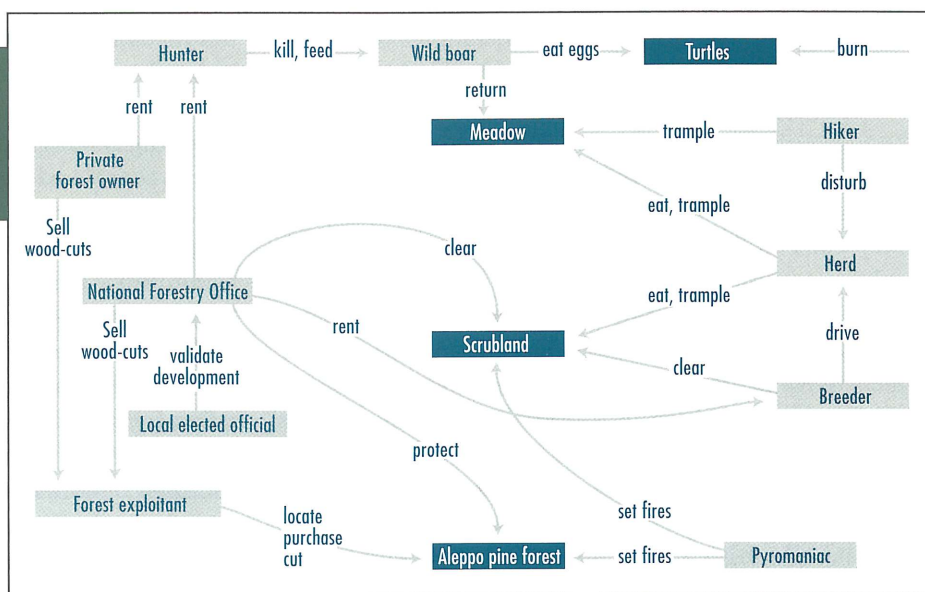 Hunter
kill, feed
Wild boar
eat eggs
Turtles
burn
rent
rent
return
Meadow
trample
Hiker
Private
forest owner
disturb
eat, trample
Sell
wood-cuts
clear
Herd
National Forestry Office
eat, trample
rent
Sell
wood-cuts
Scrubland
drive
validate
development
clear
Breeder
Local elected official
protect
Forest exploitant
set fires
locate
purchase
cut
Aleppo pine forest
set fires
Pyromaniac